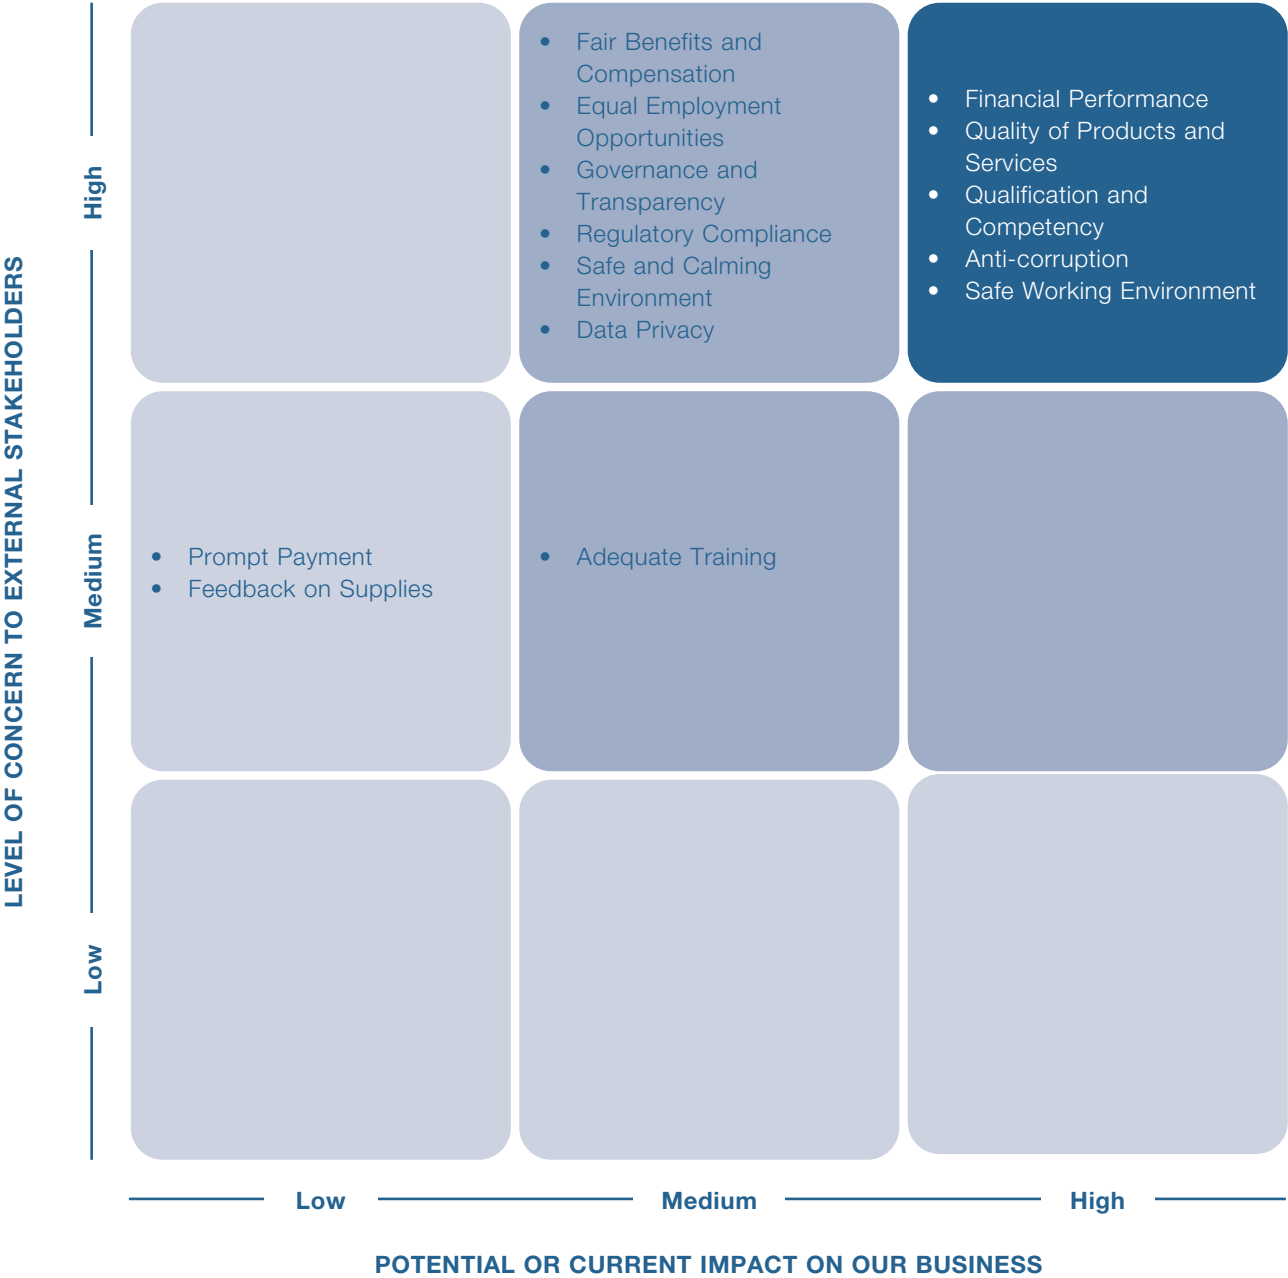 LEVEL OF CONCERN TO EXTERNAL STAKEHOLDERS
High
• Fair Benefits and
Compensation
• Equal Employment
Opportunities
• Governance and
Transparency
• Regulatory Compliance
• Safe and Calming
Environment
• Data Privacy
• Financial Performance
• Quality of Products and
Services
• Qualification and
Competency
• Anti-corruption
• Safe Working Environment
Medium
• Prompt Payment
• Feedback on Supplies
• Adequate Training
Low
Low
Medium
High
POTENTIAL OR CURRENT IMPACT ON OUR BUSINESS